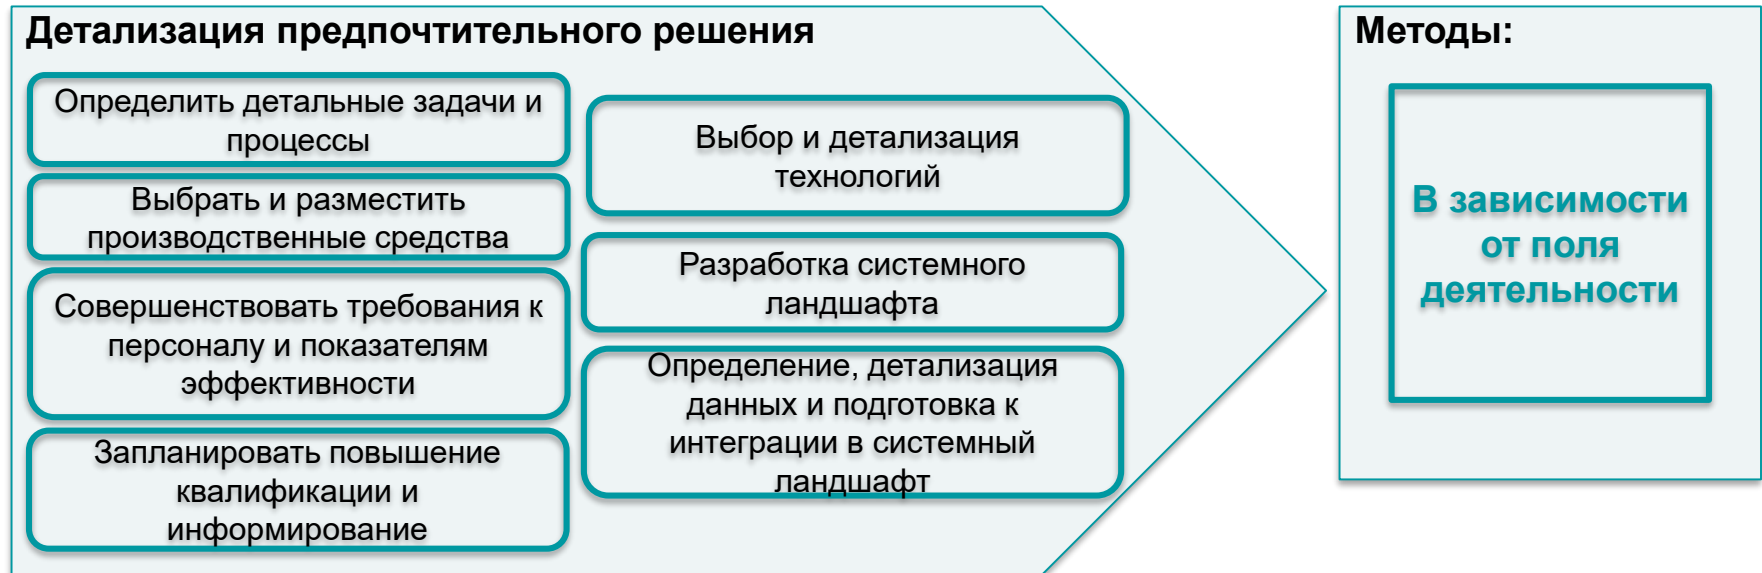 Детализация предпочтительного решения
Определить детальные задачи и
процессы
Выбрать и разместить
производственные средства
Совершенствовать требования к
персоналу и показателям
эффективности
Запланировать повышение
квалификации и
информирование
Выбор и детализация
технологий
Разработка системного
ландшафта
Определение, детализация
данных и подготовка к
интеграции в системный
ландшафт
Методы:
В зависимости
от поля
деятельности